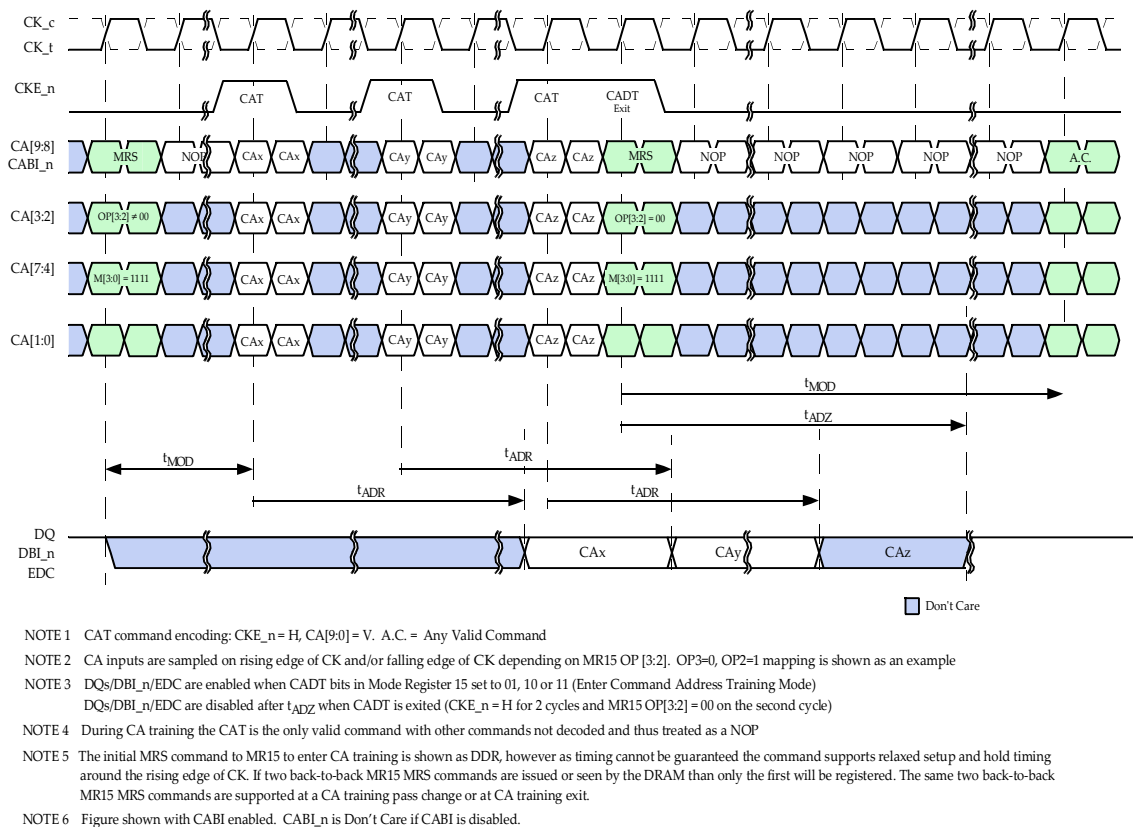 CK_c
CK_t
CKE_n
CAT
CAT
CAT
CADT
Exit
CA[9:8]
CABI_n
MRS
NOP
CAx
CAx
CAy
CAy
CAz
CAz
MRS
NOP
NOP
NOP
NOP
NOP
A.C.
CA[3:2]
OP[3:2] ≠ 00
CAx
CAx
CAy
CAy
CAz
CAz
OP[3:2] = 00
CA[7:4]
M[3:0] = 1111
CAx
CAx
CAy
CAy
CAz
CAz
M[3:0] = 1111
CA[1:0]
CAx
CAx
CAy
CAy
CAz
CAz
tMOD
tADZ
tMOD
tADR
tADR
tADR
DQ
DBI_n
EDC
CAx
CAy
CAz
Don't Care
NOTE 1 CAT command encoding: CKE_n = H, CA[9:0] = V. A.C. = Any Valid Command
NOTE 2 CA inputs are sampled on rising edge of CK and/or falling edge of CK depending on MR15 OP [3:2]. OP3=0, OP2=1 mapping is shown as an example
NOTE 3 DQs/DBI_n/EDC are enabled when CADT bits in Mode Register 15 set to 01, 10 or 11 (Enter Command Address Training Mode)
DQs/DBI_n/EDC are disabled after tADZ when CADT is exited (CKE_n = H for 2 cycles and MR15 OP[3:2] = 00 on the second cycle)
NOTE 4 During CA training the CAT is the only valid command with other commands not decoded and thus treated as a NOP
NOTE 5 The initial MRS command to MR15 to enter CA training is shown as DDR, however as timing cannot be guaranteed the command supports relaxed setup and hold timing
around the rising edge of CK. If two back-to-back MR15 MRS commands are issued or seen by the DRAM than only the first will be registered. The same two back-to-back
MR15 MRS commands are supported at a CA training pass change or at CA training exit.
NOTE 6 Figure shown with CABI enabled. CABI_n is Don't Care if CABI is disabled.